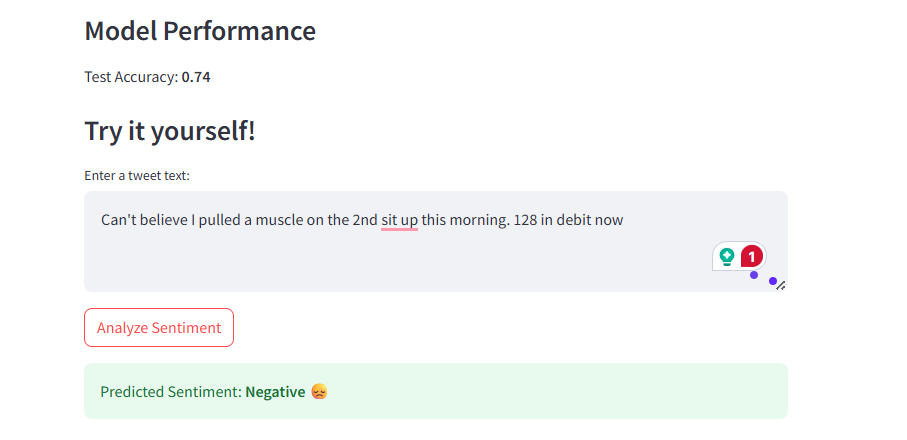 Model Performance
Test Accuracy: 0.74
Try it yourself!
Enter a tweet text:
Can't believe I pulled a muscle on the 2nd sit up this morning. 128 in debit now
1
Analyze Sentiment
Predicted Sentiment: Negative 😞